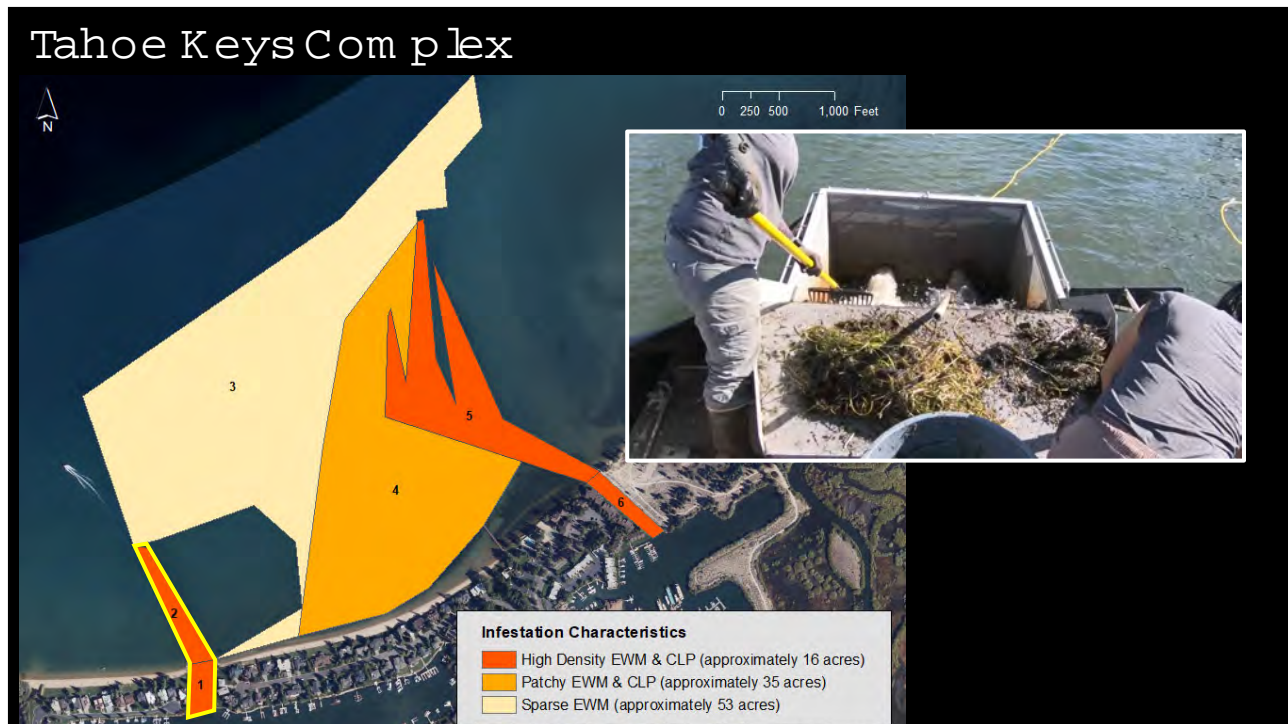 Tahoe Keys Complex
N
0 250 500 1,000 Feet
3
5
4
6
2
1
Infestation Characteristics
High Density EWM & CLP (approximately 16 acres)
Patchy EWM & CLP (approximately 35 acres)
Sparse EWM (approximately 53 acres)